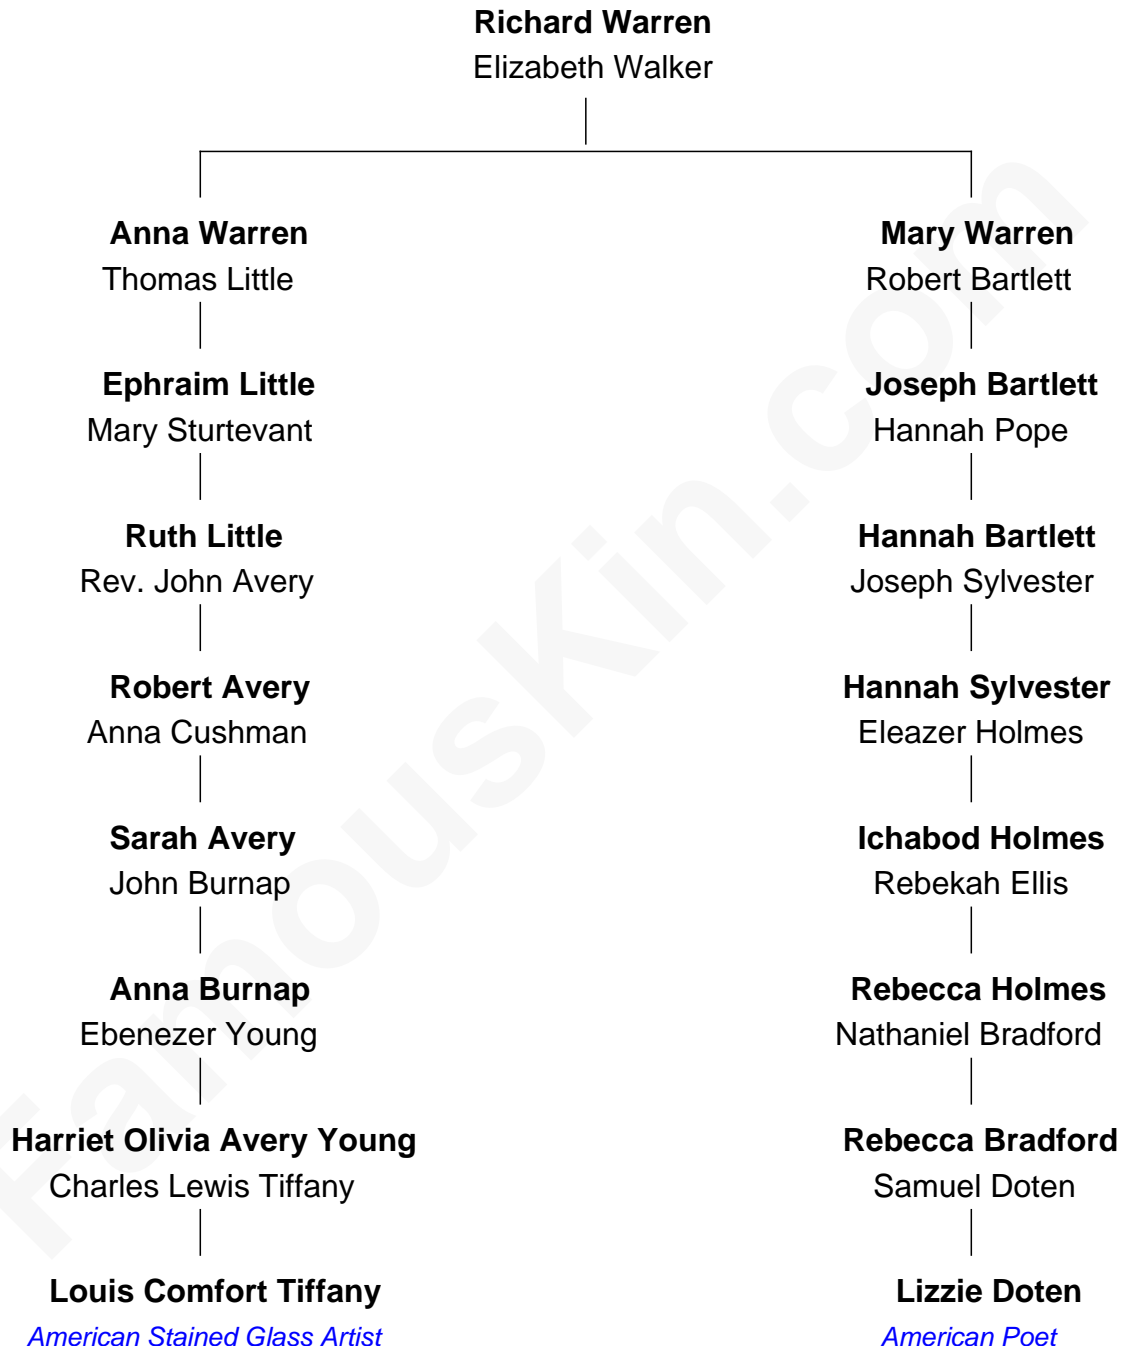 Richard Warren
Elizabeth Walker
Anna Warren
Thomas Little
Mary Warren
Robert Bartlett
Ephraim Little
Mary Sturtevant
Joseph Bartlett
Hannah Pope
Ruth Little
Rev. John Avery
Hannah Bartlett
Joseph Sylvester
Robert Avery
Anna Cushman
Hannah Sylvester
Eleazer Holmes
Sarah Avery
John Burnap
Ichabod Holmes
Rebekah Ellis
Anna Burnap
Ebenezer Young
Rebecca Holmes
Nathaniel Bradford
Harriet Olivia Avery Young
Charles Lewis Tiffany
Rebecca Bradford
Samuel Doten
Louis Comfort Tiffany
American Stained Glass Artist
Lizzie Doten
American Poet
FamousKin.com